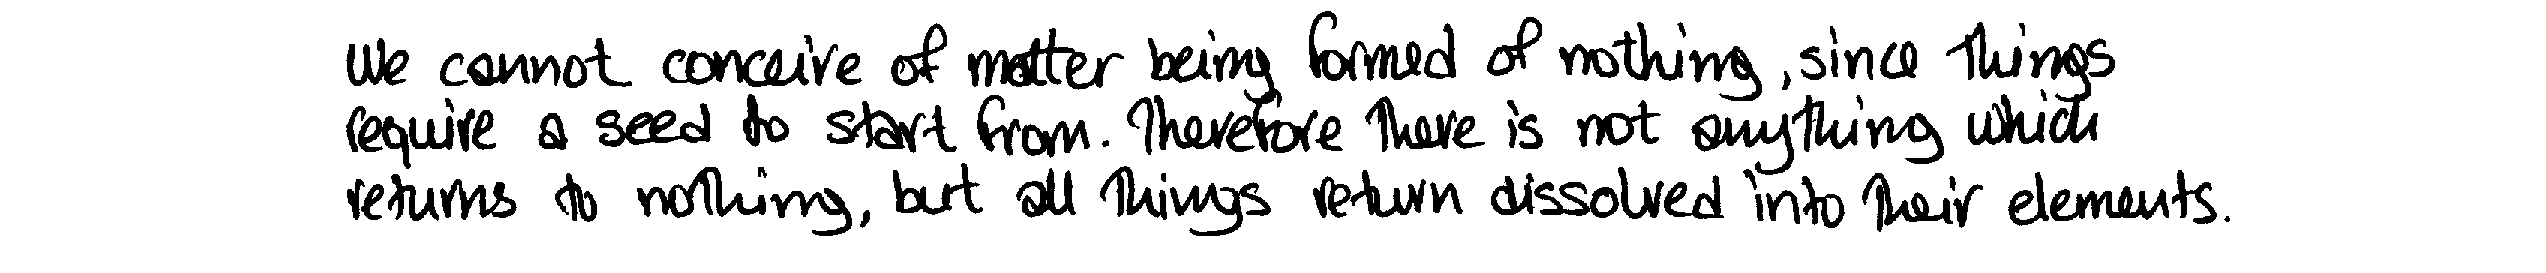 We cannot conceive of matter being formed of nothing, since things
require a seed to start from. Therefore there is not anything which
returns to nothing, but all things return dissolved into their elements.